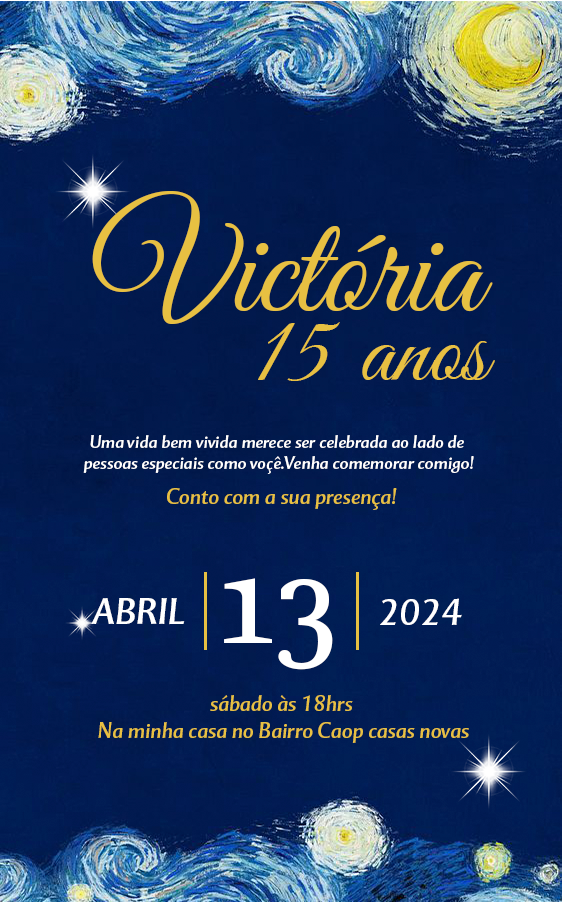 Victória
15 anos
Uma vida bem vivida merece ser celebrada ao lado de
pessoas especiais como voçê.Venha comemorar comigo!
Conto com a sua presença!
ABRIL 13 2024
sábado às 18hrs
Na minha casa no Bairro Caop casas novas